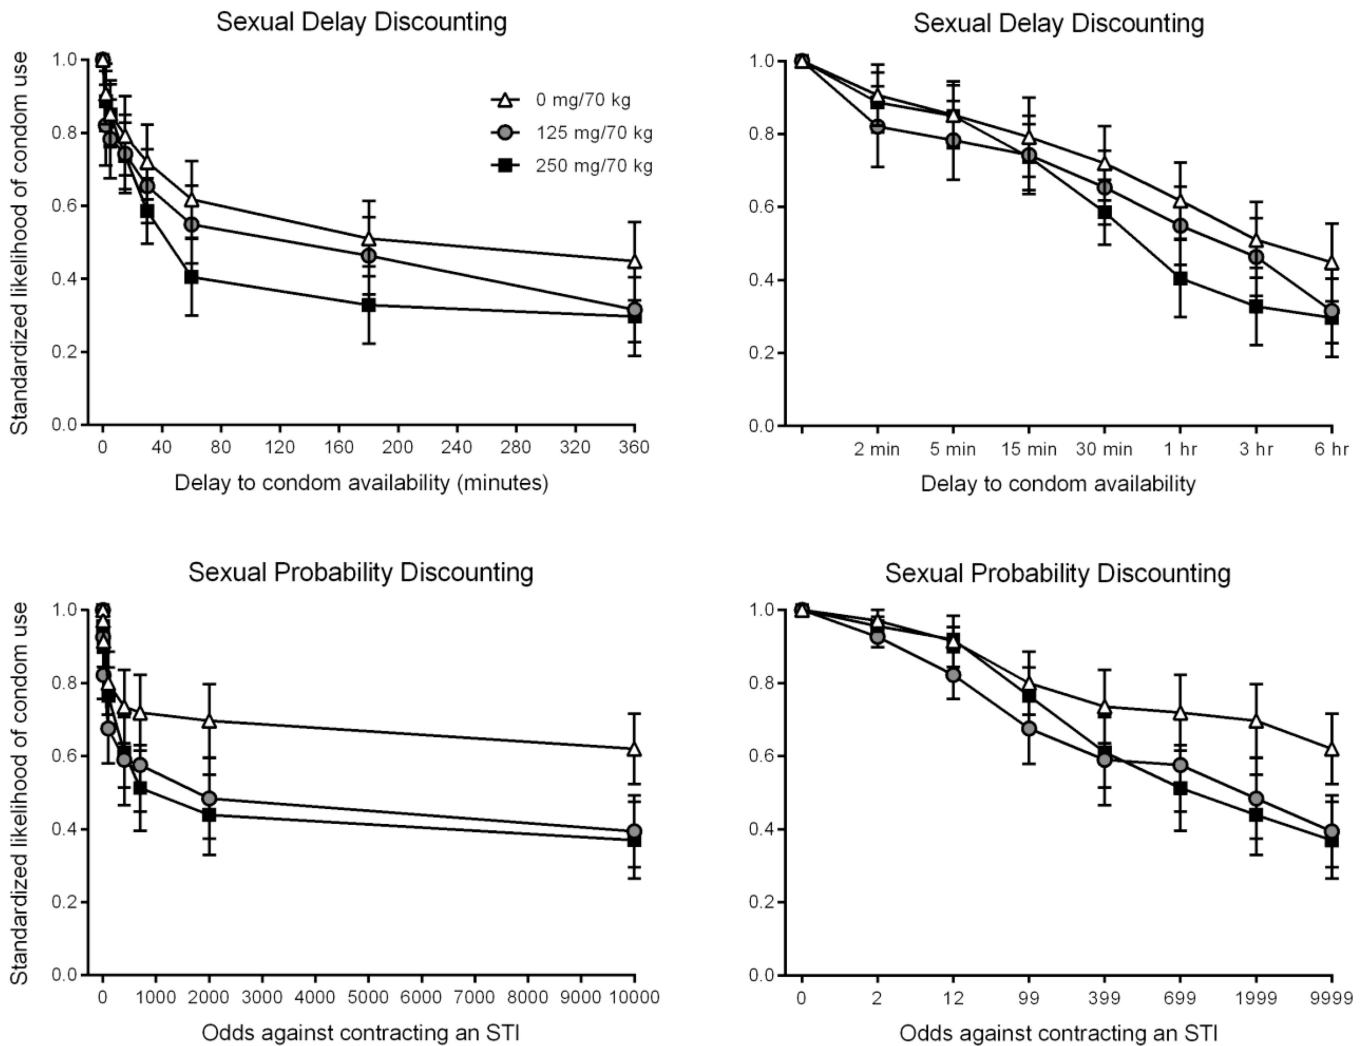 Sexual Delay Discounting
Standardized likelihood of condom use
1.0
0.8
0.6
0.4
0.2
0.0
0 mg/70 kg
125 mg/70 kg
250 mg/70 kg
0 40 80 120 160 200 240 280 320 360
Delay to condom availability (minutes)
Sexual Delay Discounting
1.0
0.8
0.6
0.4
0.2
0.0
2 min 5 min 15 min 30 min 1 hr 3 hr 6 hr
Delay to condom availability
Sexual Probability Discounting
Standardized likelihood of condom use
1.0
0.8
0.6
0.4
0.2
0.0
0 1000 2000 3000 4000 5000 6000 7000 8000 9000 10000
Odds against contracting an STI
Sexual Probability Discounting
1.0
0.8
0.6
0.4
0.2
0.0
0 2 12 99 399 699 1999 9999
Odds against contracting an STI